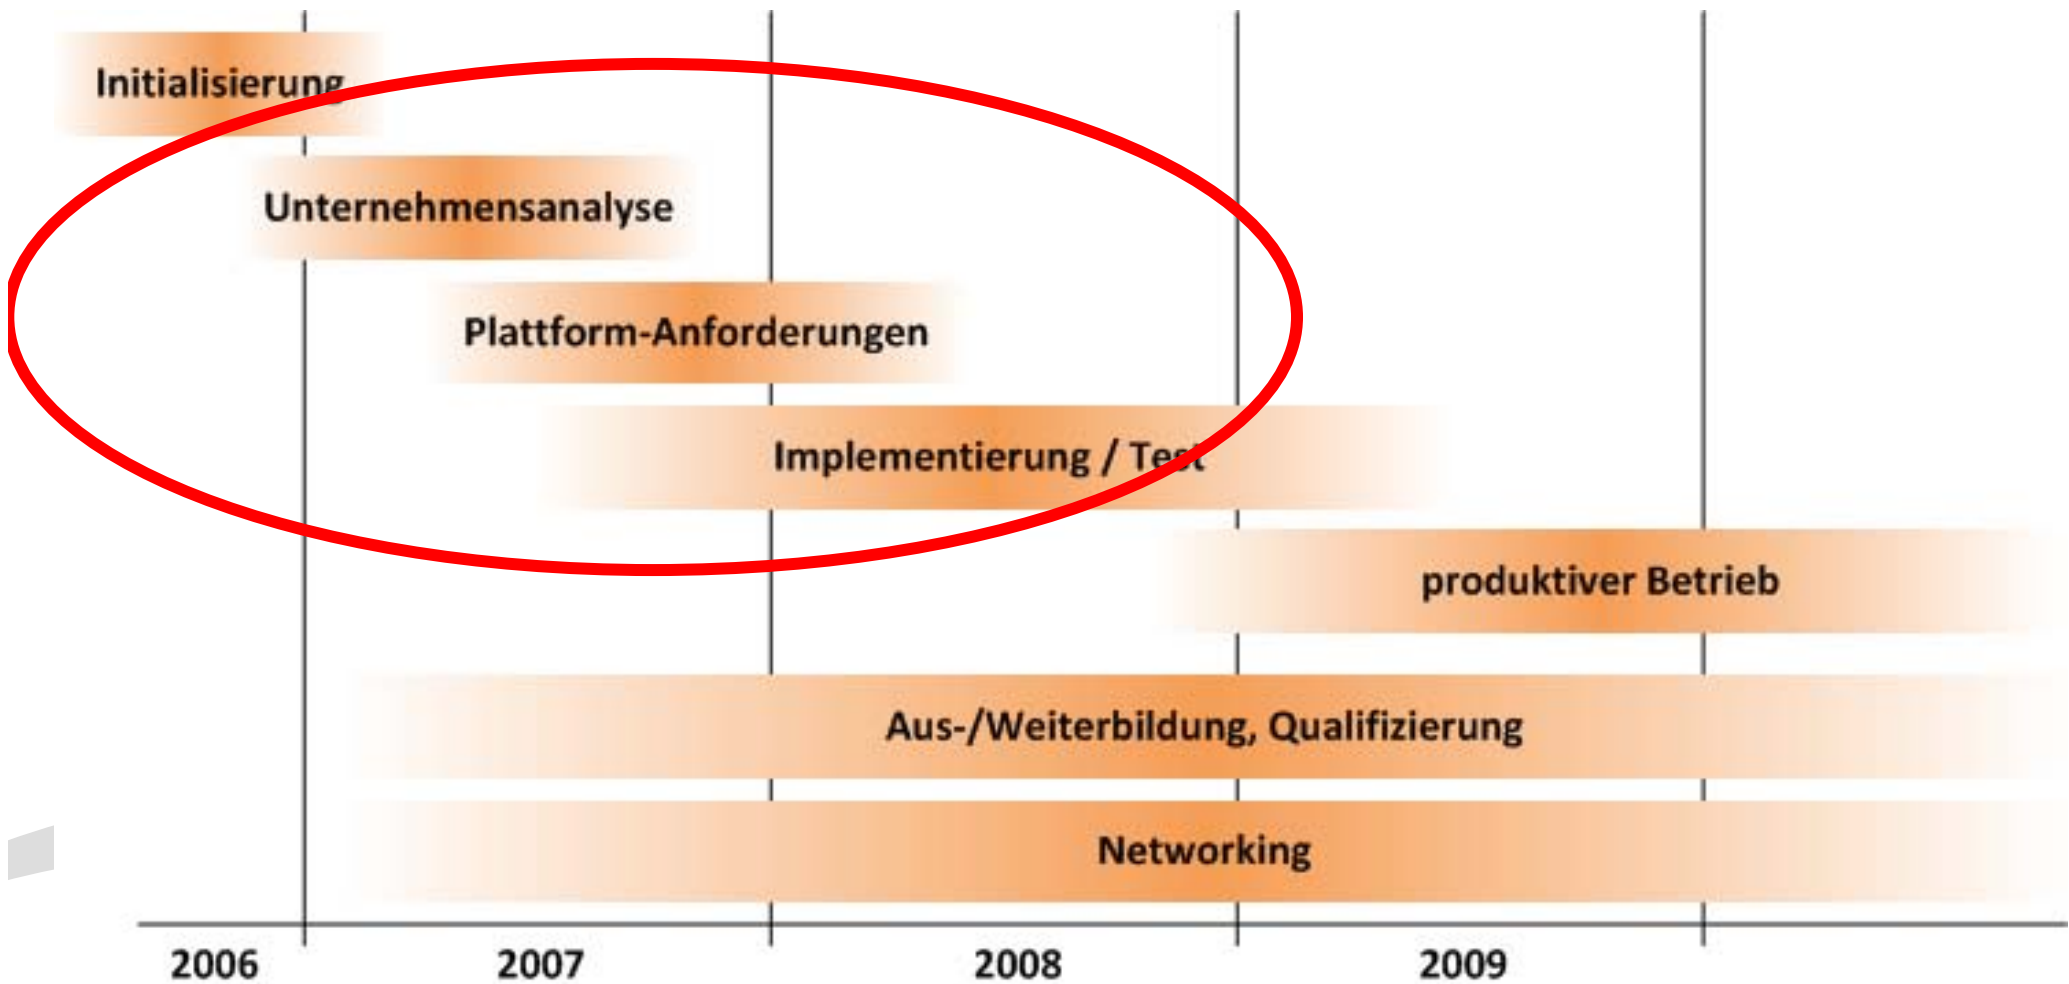 Initialisierung
Unternehmensanalyse
Plattform-Anforderungen
Implementierung / Test
produktiver Betrieb
Aus-/Weiterbildung, Qualifizierung
Networking
2006 2007 2008 2009